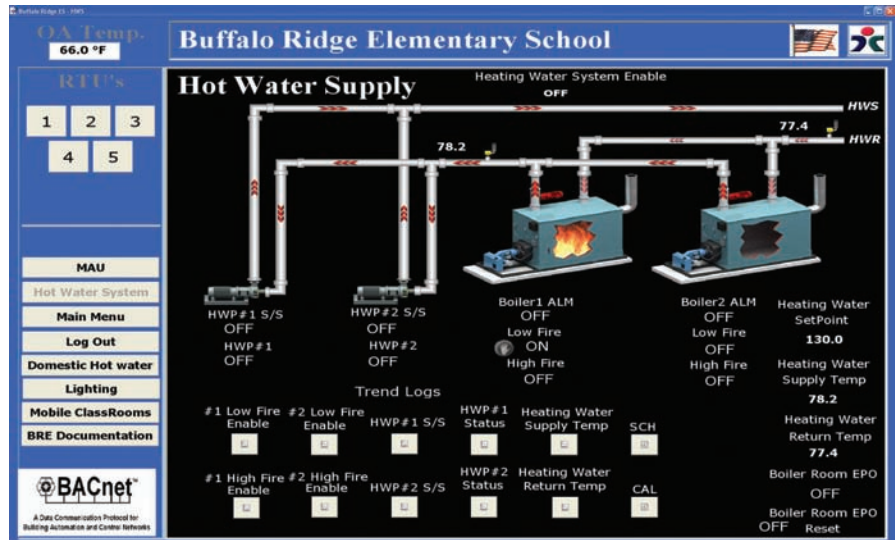 Buffalo Ridge ES - HWS
OA Temp.
66.0 °F
Buffalo Ridge Elementary School
RTU's
1 2 3
4 5
MAU
Hot Water System
Main Menu
Log Out
Domestic Hot water
Lighting
Mobile ClassRooms
BRE Documentation
BACnet™
A Data Communication Protocol for
Building Automation and Control Networks
Hot Water Supply
Heating Water System Enable
OFF
HWS
77.4
HWR
78.2
HWP#1 S/S
OFF
HWP#1
OFF
HWP#2 S/S
OFF
HWP#2
OFF
Boiler1 ALM
OFF
Low Fire
ON
High Fire
OFF
Boiler2 ALM
OFF
Low Fire
OFF
High Fire
OFF
Heating Water
SetPoint
130.0
Heating Water
Supply Temp
78.2
Heating Water
Return Temp
77.4
Boiler Room EPO
OFF
Boiler Room EPO
OFF Reset
Trend Logs
#1 Low Fire
Enable
#2 Low Fire
Enable
HWP#1 S/S
HWP#1
Status
Heating Water
Supply Temp
SCH
#1 High Fire
Enable
#2 High Fire
Enable
HWP#2 S/S
HWP#2
Status
Heating Water
Return Temp
CAL